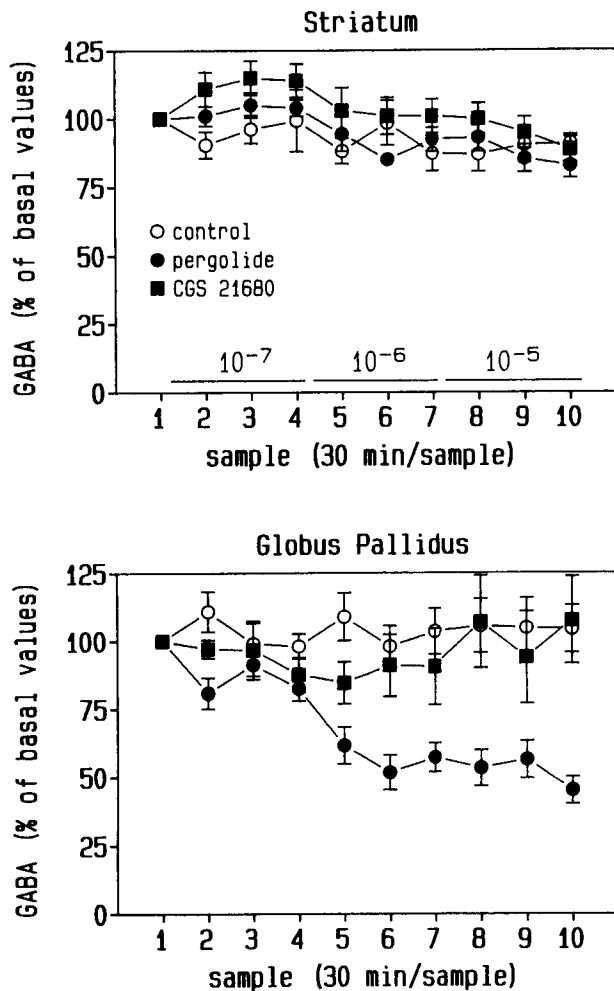 Striatum
GABA (% of basal values)
125
100
75
50
25
0
control
pergolide
CGS 21680
10-7 10-6 10-5
1 2 3 4 5 6 7 8 9 10
sample (30 min/sample)
Globus Pallidus
GABA (% of basal values)
125
100
75
50
25
0
1 2 3 4 5 6 7 8 9 10
sample (30 min/sample)